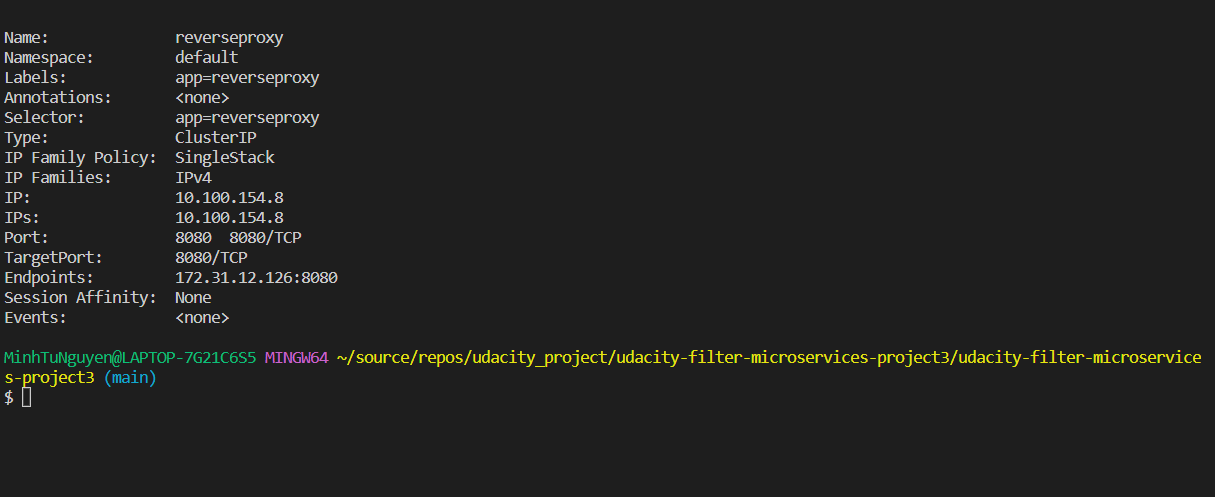 Name:              reverseproxy
Namespace:         default
Labels:            app=reverseproxy
Annotations:       <none>
Selector:          app=reverseproxy
Type:              ClusterIP
IP Family Policy:  SingleStack
IP Families:       IPv4
IP:                10.100.154.8
IPs:               10.100.154.8
Port:              8080  8080/TCP
TargetPort:        8080/TCP
Endpoints:         172.31.12.126:8080
Session Affinity:  None
Events:            <none>
MinhTuNguyen@LAPTOP-7G21C6S5 MINGW64 ~/source/repos/udacity_project/udacity-filter-microservices-project3/udacity-filter-microservice
s-project3 (main)
$